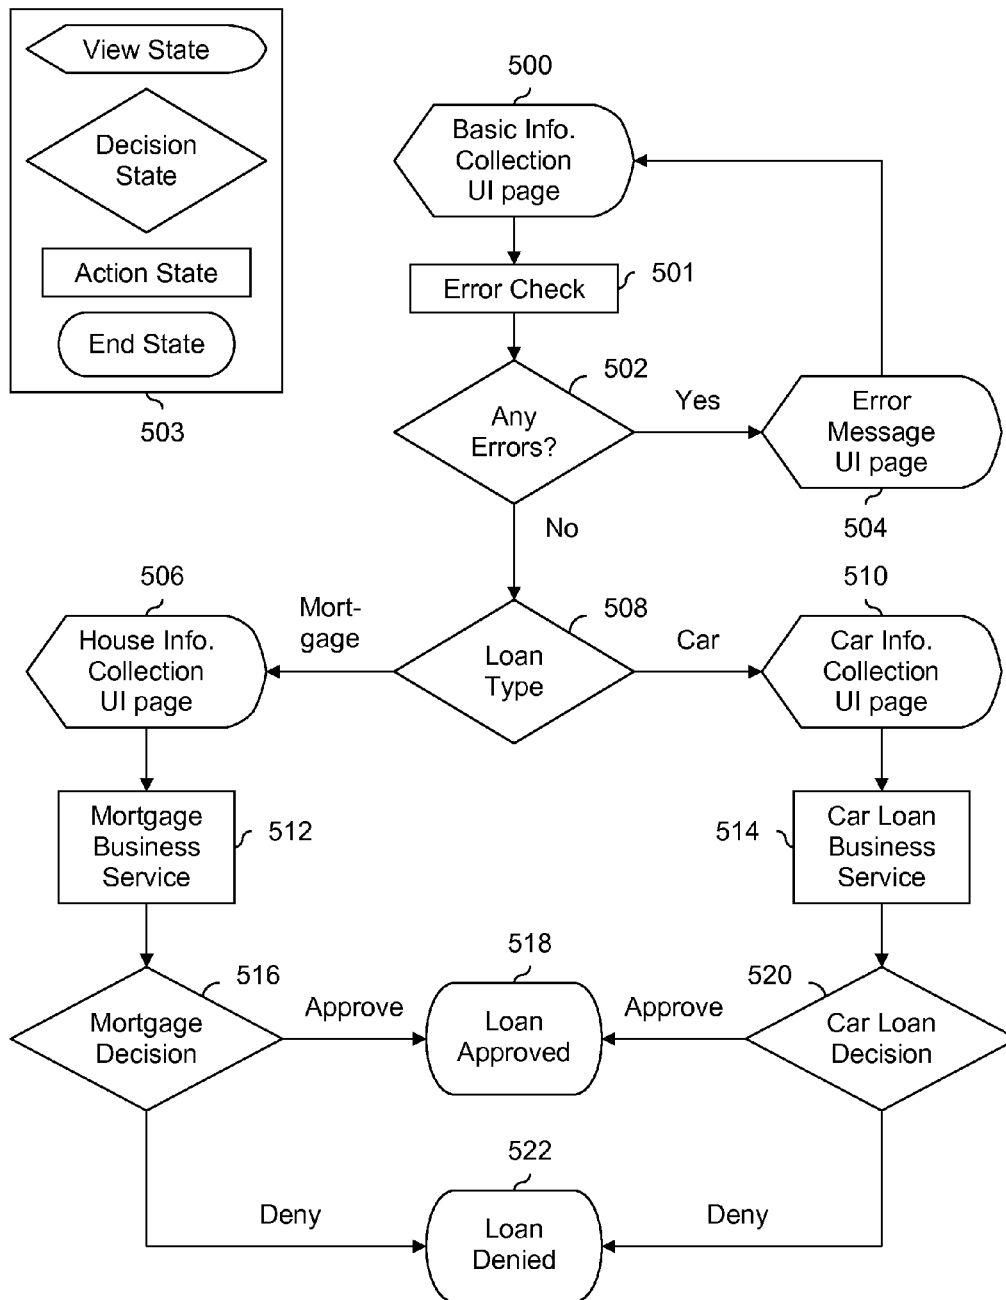 View State
Decision
State
Action State
End State
503
500
Basic Info.
Collection
UI page
Error Check
501
502
Any
Errors?
Yes
Error
Message
UI page
504
No
506
House Info.
Collection
UI page
Mort-
gage
508
Loan
Type
Car
510
Car Info.
Collection
UI page
Mortgage
Business
Service
512
514
Car Loan
Business
Service
516
Mortgage
Decision
Approve
518
Loan
Approved
Approve
520
Car Loan
Decision
Deny
522
Loan
Denied
Deny